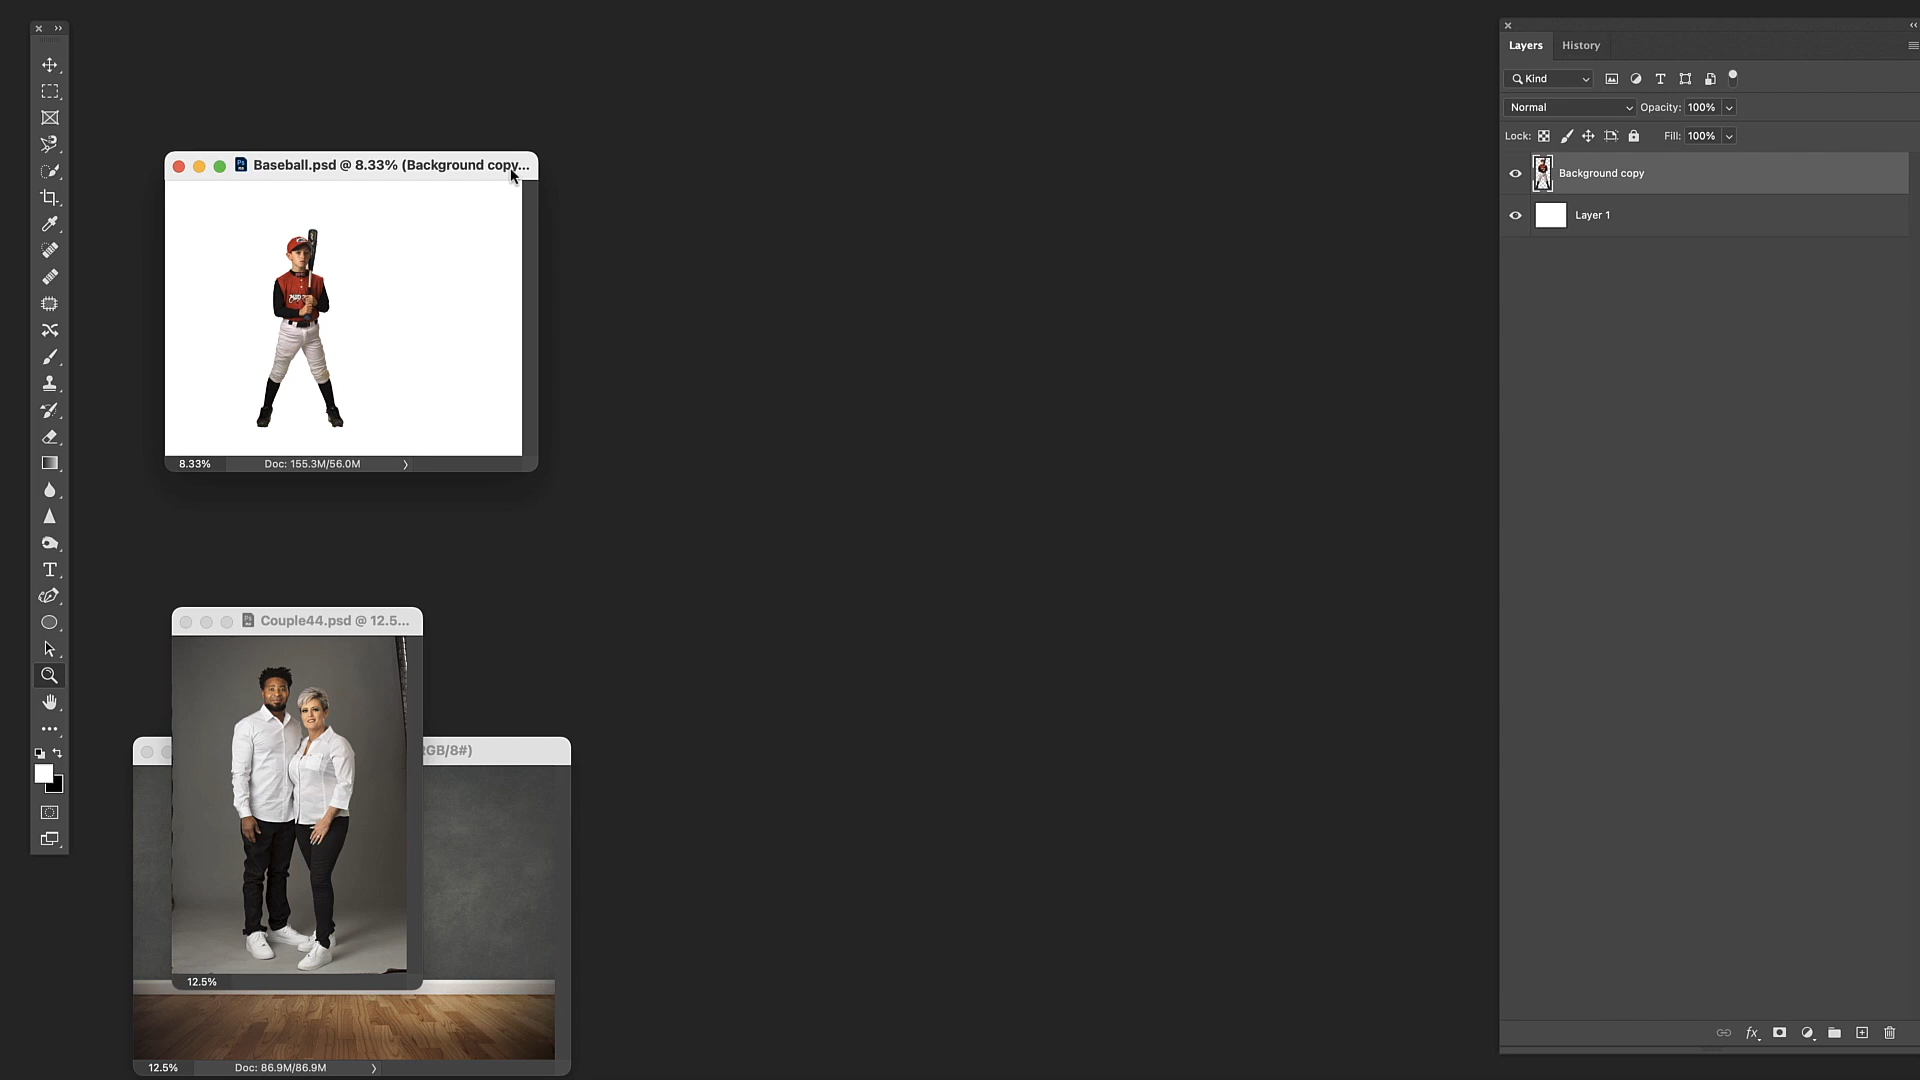 Baseball.psd @ 8.33% (Background copy...
8.33%
Doc: 155.3M/56.0M
Couple44.psd @ 12.5...
12.5%
RGB/8#)
12.5%
Doc: 86.9M/86.9M
Layers
History
Kind
Normal
Opacity: 100%
Lock:
Fill: 100%
Background copy
Layer 1
fx